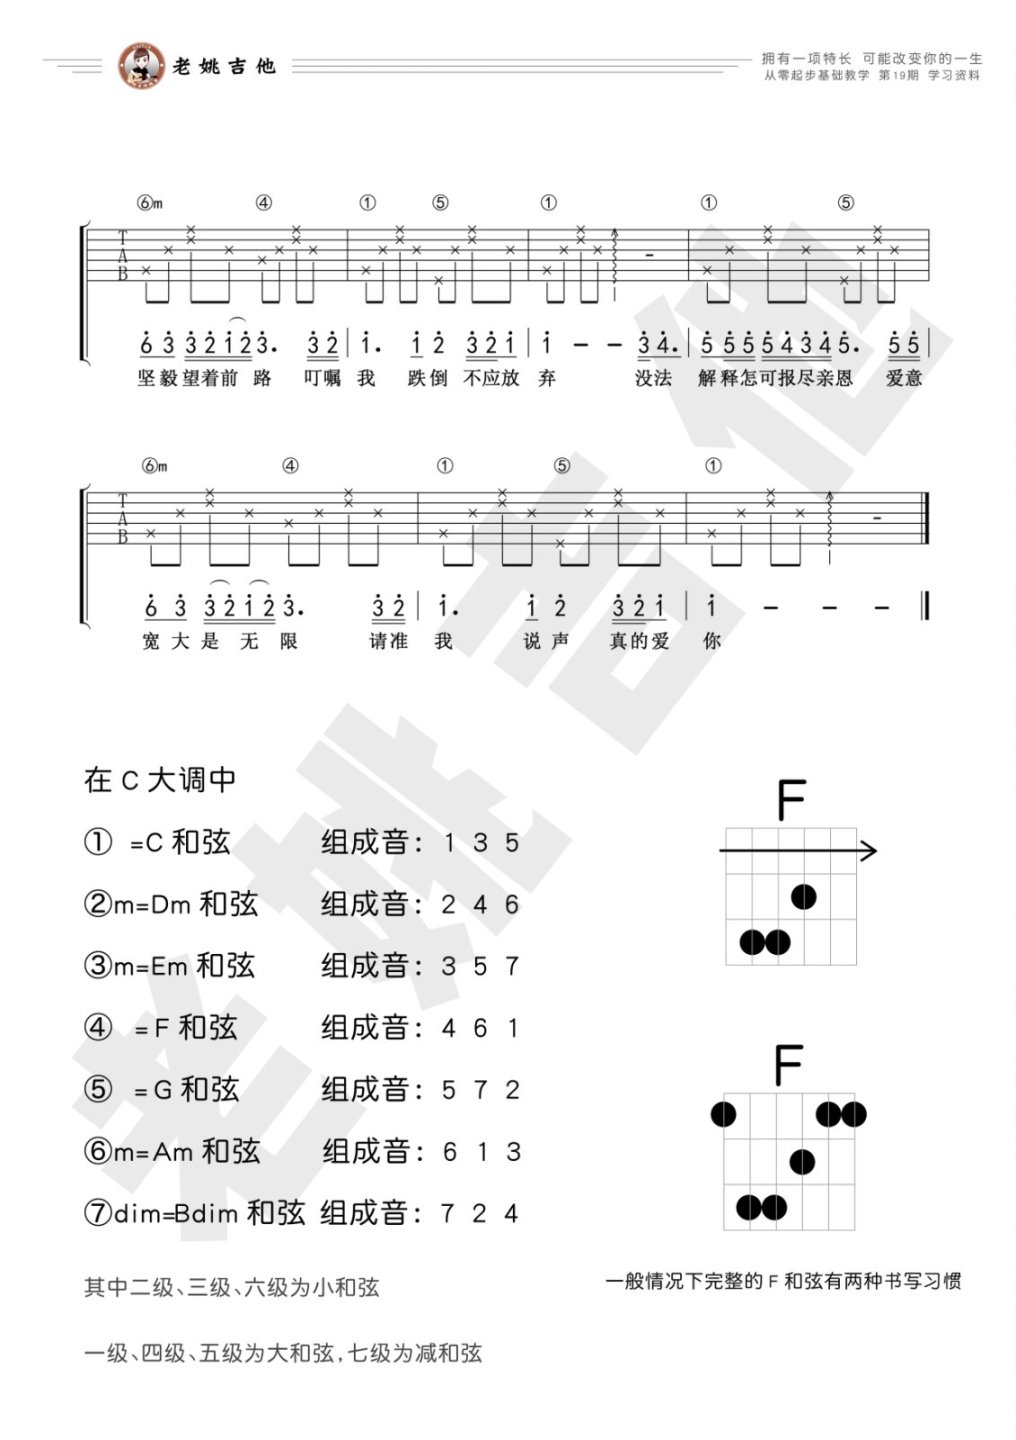 老姚吉他
拥有一项特长 可能改变你的一生
从零起步基础教学 第19期 学习资料
⑥m ④ ① ⑤ ① ① ⑤
T
A
B
6 3 3 2 1 2 3. 3 2 | 1. 1 2 3 2 1 | 1 - - 3 4. | 5 5 5 5 4 3 4 5. 5 5 |
坚毅望着前路 叮嘱我 跌倒 不应放弃 没法 解释怎可报尽亲恩 爱意
⑥m ④ ① ⑤ ①
T
A
B
6 3 3 2 1 2 3. 3 2 | 1. 1 2 3 2 1 | 1 - - - ‖
宽大是无限 请准我 说声 真的爱你
在 C 大调中
① =C 和弦 组成音: 1 3 5
②m=Dm 和弦 组成音: 2 4 6
③m=Em 和弦 组成音: 3 5 7
④ =F 和弦 组成音: 4 6 1
⑤ =G 和弦 组成音: 5 7 2
⑥m=Am 和弦 组成音: 6 1 3
⑦dim=Bdim 和弦 组成音: 7 2 4
其中二级、三级、六级为小和弦
一级、四级、五级为大和弦,七级为减和弦
F
F
一般情况下完整的 F 和弦有两种书写习惯
老姚吉他